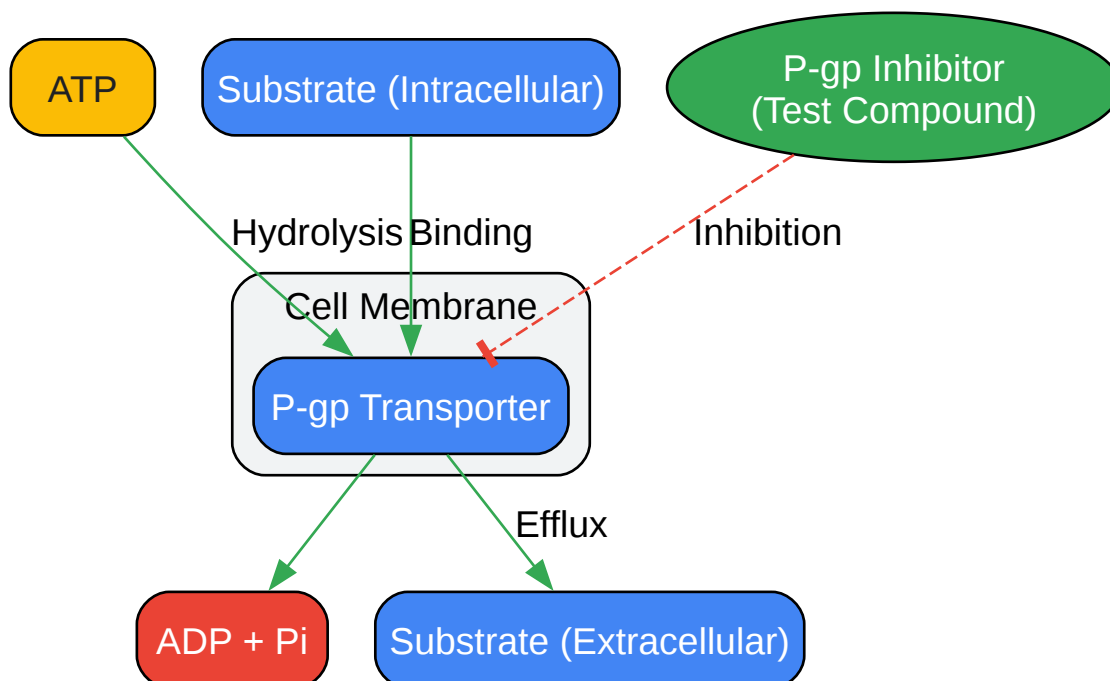 ATP
Substrate (Intracellular)
P-gp Inhibitor
(Test Compound)
Hydrolysis
Binding
Inhibition
Cell Membrane
P-gp Transporter
Efflux
ADP + Pi
Substrate (Extracellular)